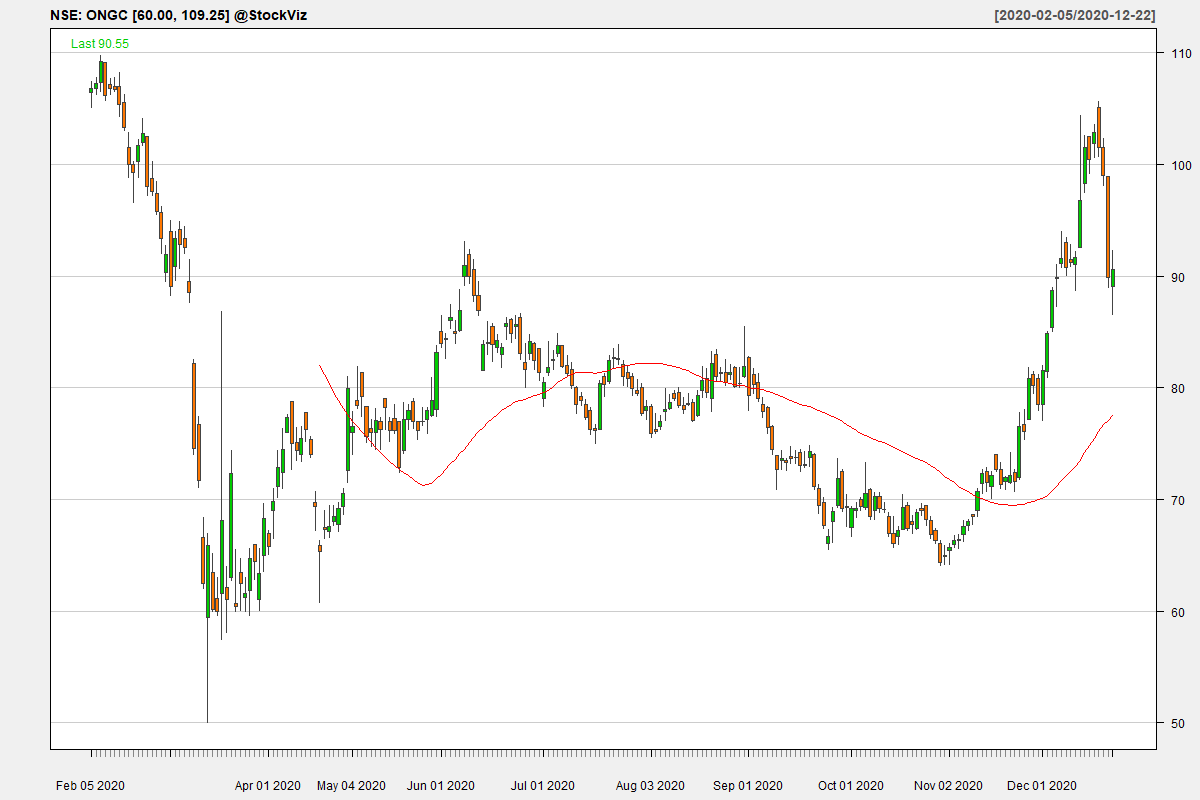 NSE: ONGC [60.00, 109.25] @StockViz
[2020-02-05/2020-12-22]
Last 90.55
110
100
90
80
70
60
50
Feb 05 2020 Apr 01 2020 May 04 2020 Jun 01 2020 Jul 01 2020 Aug 03 2020 Sep 01 2020 Oct 01 2020 Nov 02 2020 Dec 01 2020